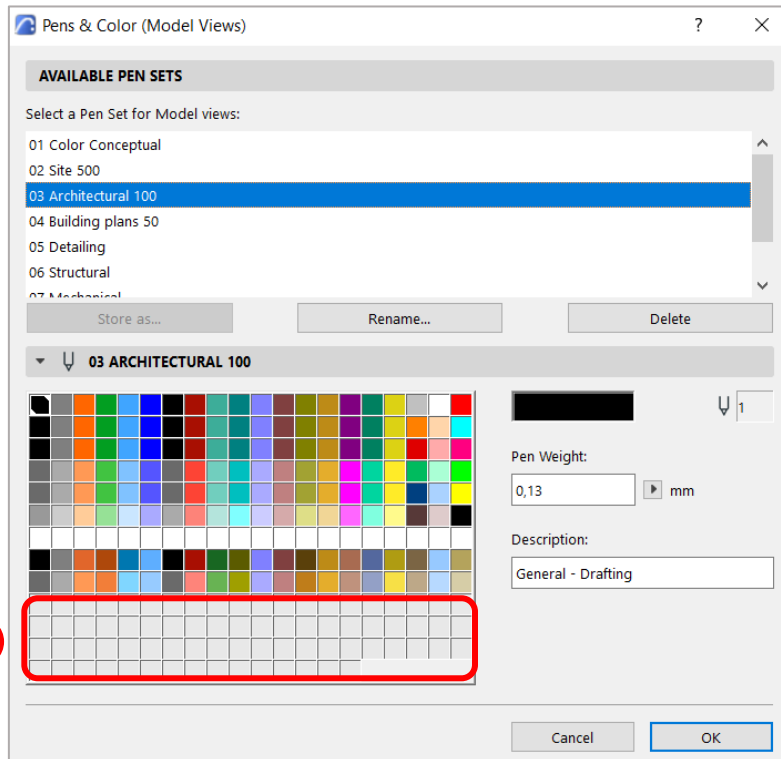 Pens & Color (Model Views)
?
AVAILABLE PEN SETS
Select a Pen Set for Model views:
01 Color Conceptual
02 Site 500
03 Architectural 100
04 Building plans 50
05 Detailing
06 Structural
07 Mechanical
Store as...
Rename...
Delete
03 ARCHITECTURAL 100
1
Pen Weight:
0,13
mm
Description:
General - Drafting
Cancel
OK